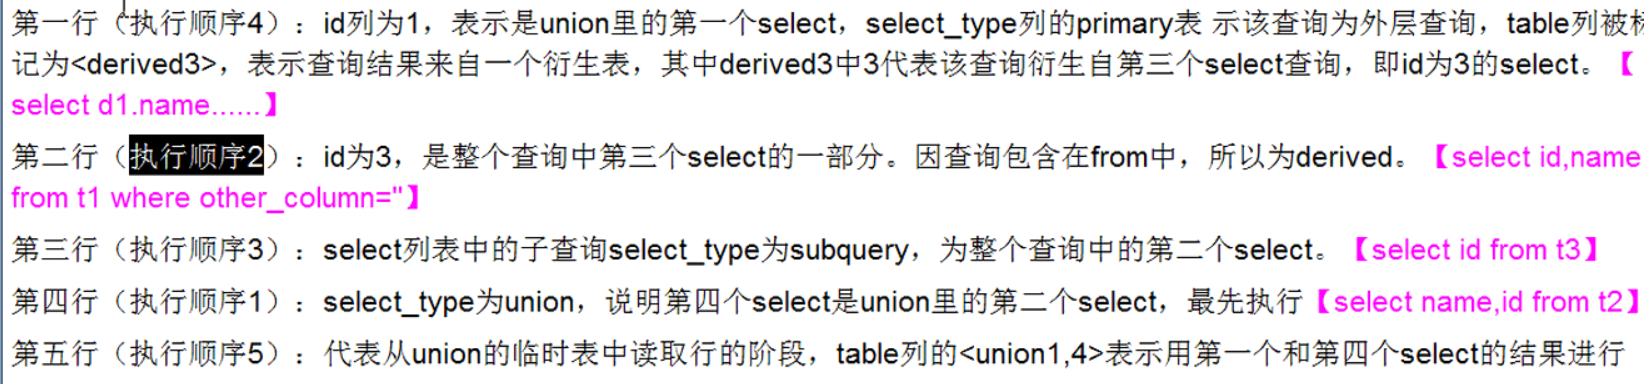 第一行（执行顺序4）：id列为1，表示是union里的第一个select，select_type列的primary表 示该查询为外层查询，table列被标
记为<derived3>，表示查询结果来自一个衍生表，其中derived3中3代表该查询衍生自第三个select查询，即id为3的select。【
select d1.name......】
第二行（执行顺序2）：id为3，是整个查询中第三个select的一部分。因查询包含在from中，所以为derived。【select id,name
from t1 where other_column=''】
第三行（执行顺序3）：select列表中的子查询select_type为subquery，为整个查询中的第二个select。【select id from t3】
第四行（执行顺序1）：select_type为union，说明第四个select是union里的第二个select，最先执行【select name,id from t2】
第五行（执行顺序5）：代表从union的临时表中读取行的阶段，table列的<union1,4>表示用第一个和第四个select的结果进行